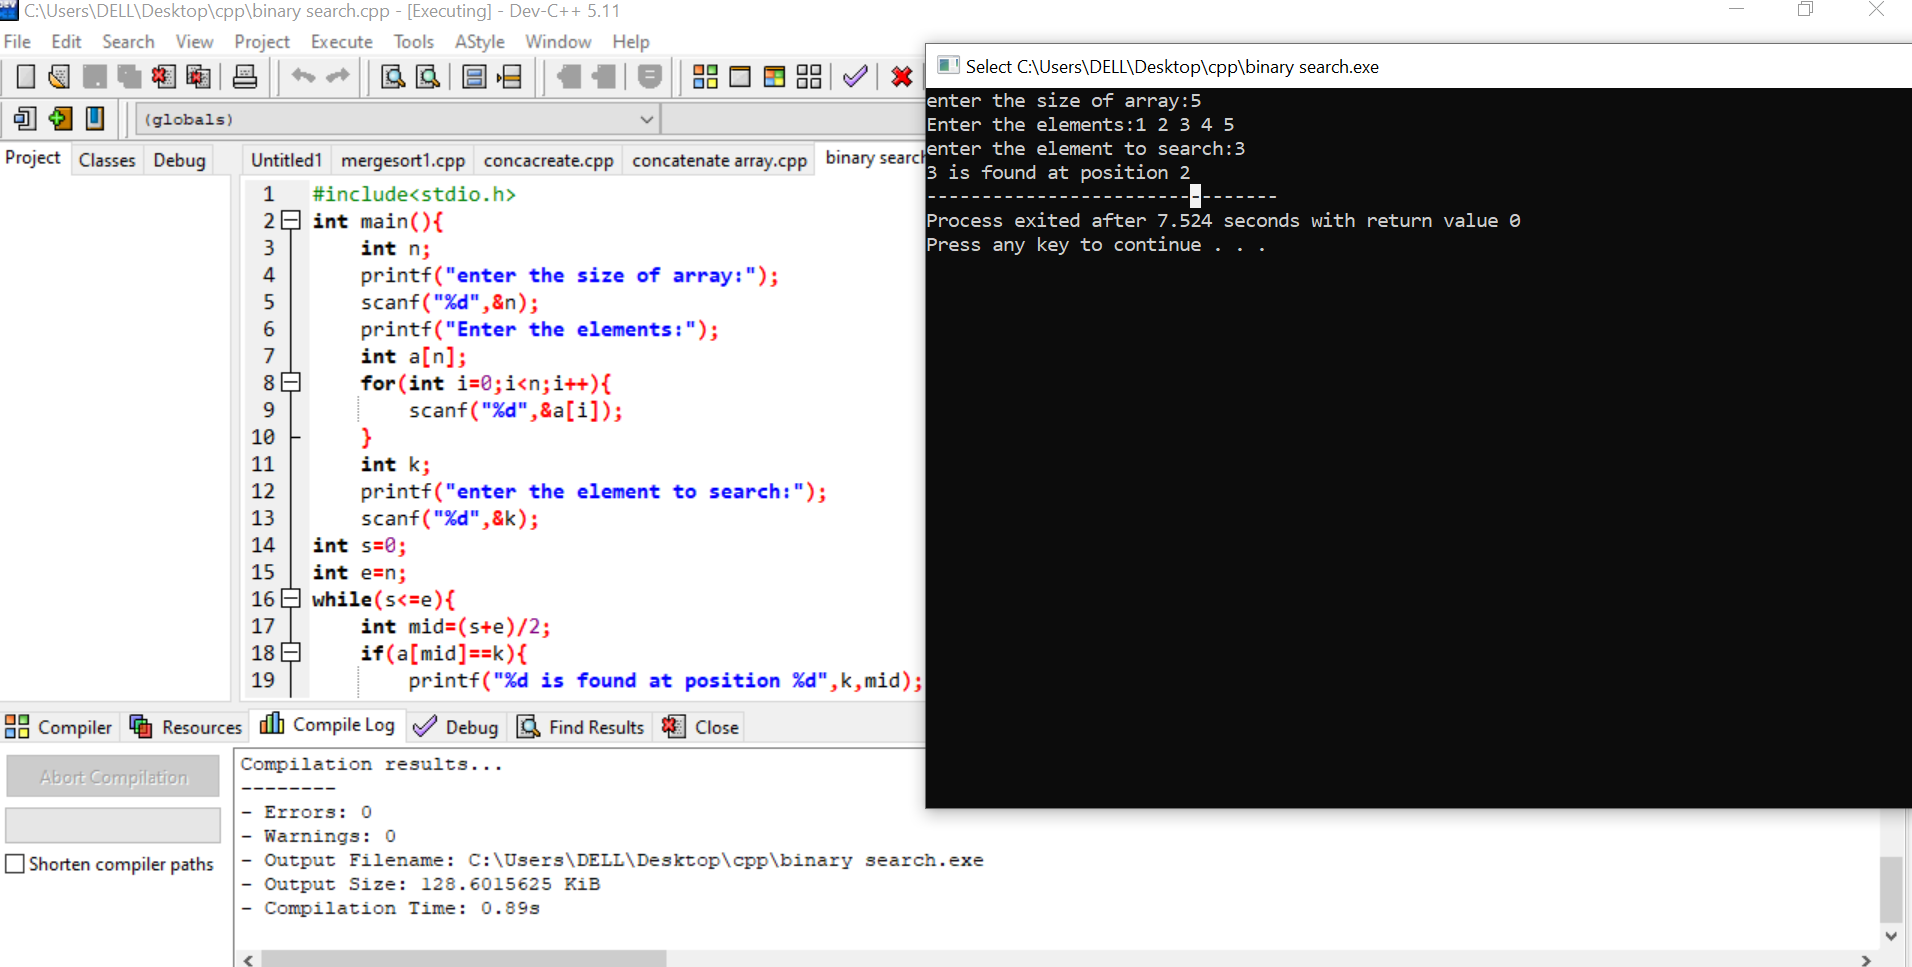 C:\Users\DELL\Desktop\cpp\binary search.cpp - [Executing] - Dev-C++ 5.11
File Edit Search View Project Execute Tools AStyle Window Help
(globals)
Project Classes Debug
Untitled1 mergesort1.cpp concacreate.cpp concatenate array.cpp binary search
1 #include<stdio.h>
2 int main(){
3 int n;
4 printf("enter the size of array:");
5 scanf("%d",&n);
6 printf("Enter the elements:");
7 int a[n];
8 for(int i=0;i<n;i++){
9 scanf("%d",&a[i]);
10 }
11 int k;
12 printf("enter the element to search:");
13 scanf("%d",&k);
14 int s=0;
15 int e=n;
16 while(s<=e){
17 int mid=(s+e)/2;
18 if(a[mid]==k){
19 printf("%d is found at position %d",k,mid);
Select C:\Users\DELL\Desktop\cpp\binary search.exe
enter the size of array:5
Enter the elements:1 2 3 4 5
enter the element to search:3
3 is found at position 2
--------------------------------
Process exited after 7.524 seconds with return value 0
Press any key to continue . . .
Compiler Resources Compile Log Debug Find Results Close
Abort Compilation
Shorten compiler paths
Compilation results...
--------
- Errors: 0
- Warnings: 0
- Output Filename: C:\Users\DELL\Desktop\cpp\binary search.exe
- Output Size: 128.6015625 KiB
- Compilation Time: 0.89s